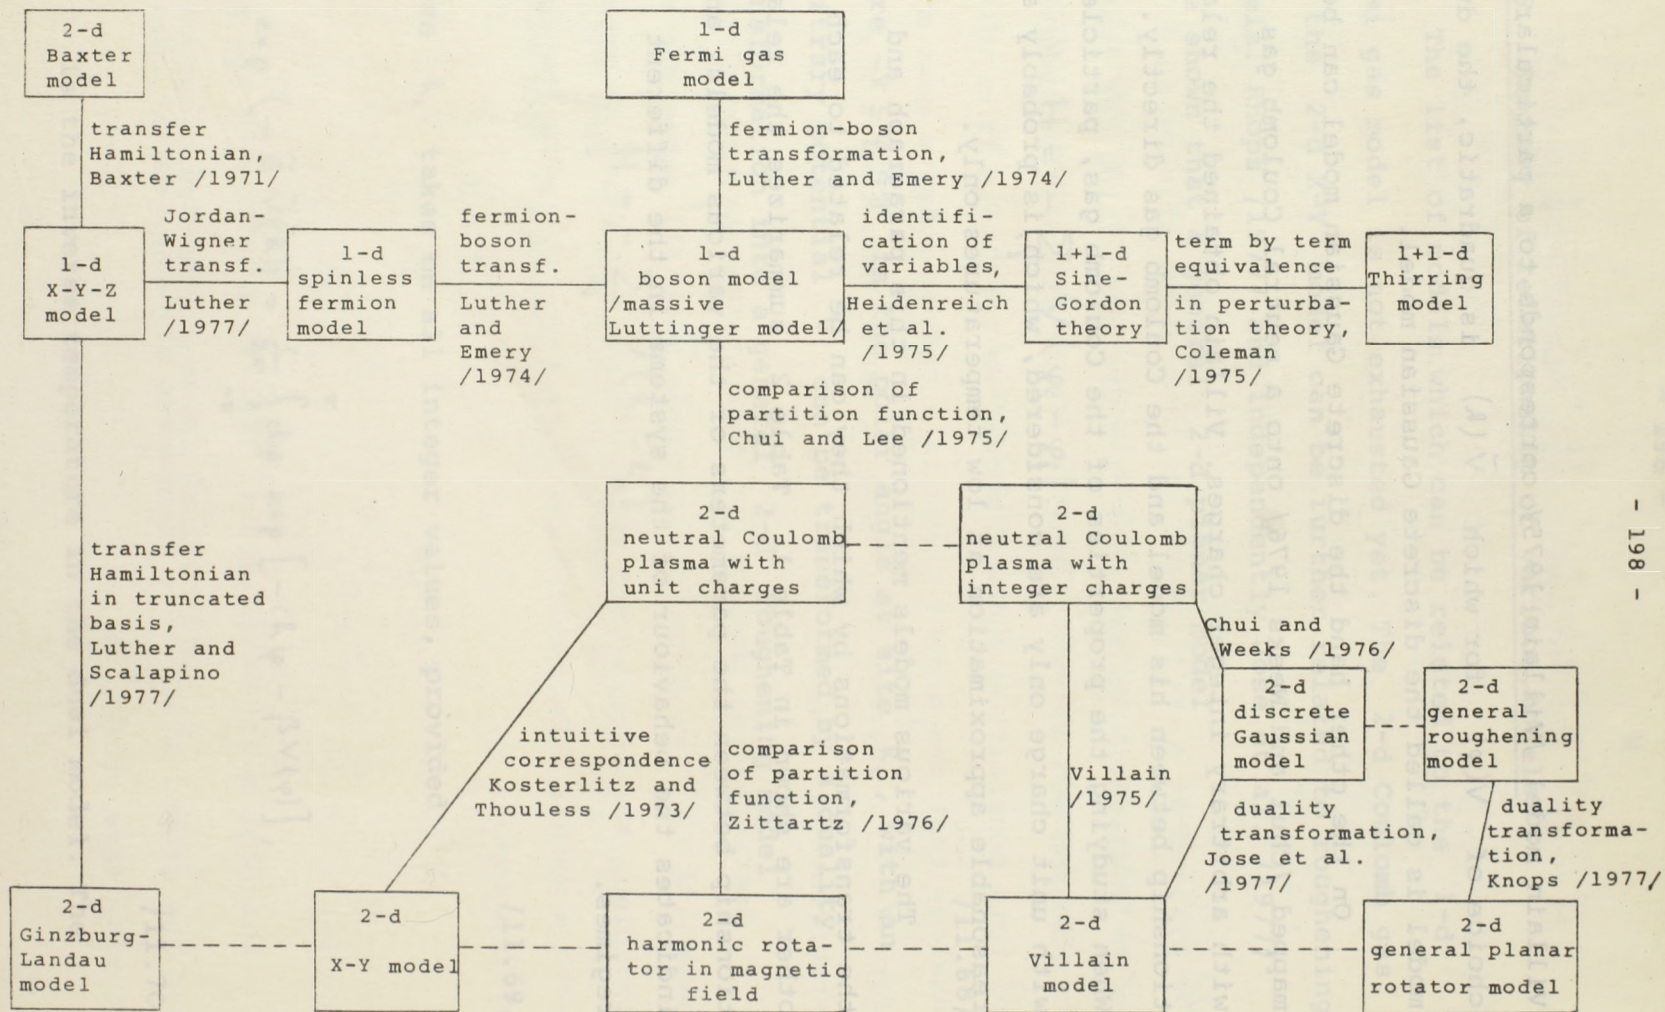 2-d
Baxter
model
1-d
Fermi gas
model
transfer
Hamiltonian,
Baxter /1971/
fermion-boson
transformation,
Luther and Emery /1974/
1-d
X-Y-Z
model
Jordan-
Wigner
transf.
Luther
/1977/
1-d
spinless
fermion
model
fermion-
boson
transf.
Luther
and
Emery
/1974/
1-d
boson model
/massive
Luttinger model/
identifi-
cation of
variables,
Heidenreich
et al.
/1975/
1+1-d
Sine-
Gordon
theory
term by term
equivalence
in perturba-
tion theory,
Coleman
/1975/
1+1-d
Thirring
model
comparison of
partition function,
Chui and Lee /1975/
2-d
neutral Coulomb
plasma with
unit charges
2-d
neutral Coulomb
plasma with
integer charges
- 198 -
transfer
Hamiltonian
in truncated
basis,
Luther and
Scalapino
/1977/
Chui and
Weeks /1976/
2-d
discrete
Gaussian
model
2-d
general
roughening
model
intuitive
correspondence
Kosterlitz and
Thouless /1973/
comparison
of partition
function,
Zittartz /1976/
Villain
/1975/
duality
transformation,
Jose et al.
/1977/
duality
transforma-
tion,
Knops /1977/
2-d
Ginzburg-
Landau
model
2-d
X-Y model
2-d
harmonic rota-
tor in magnetic
field
2-d
Villain
model
2-d
general planar
rotator model